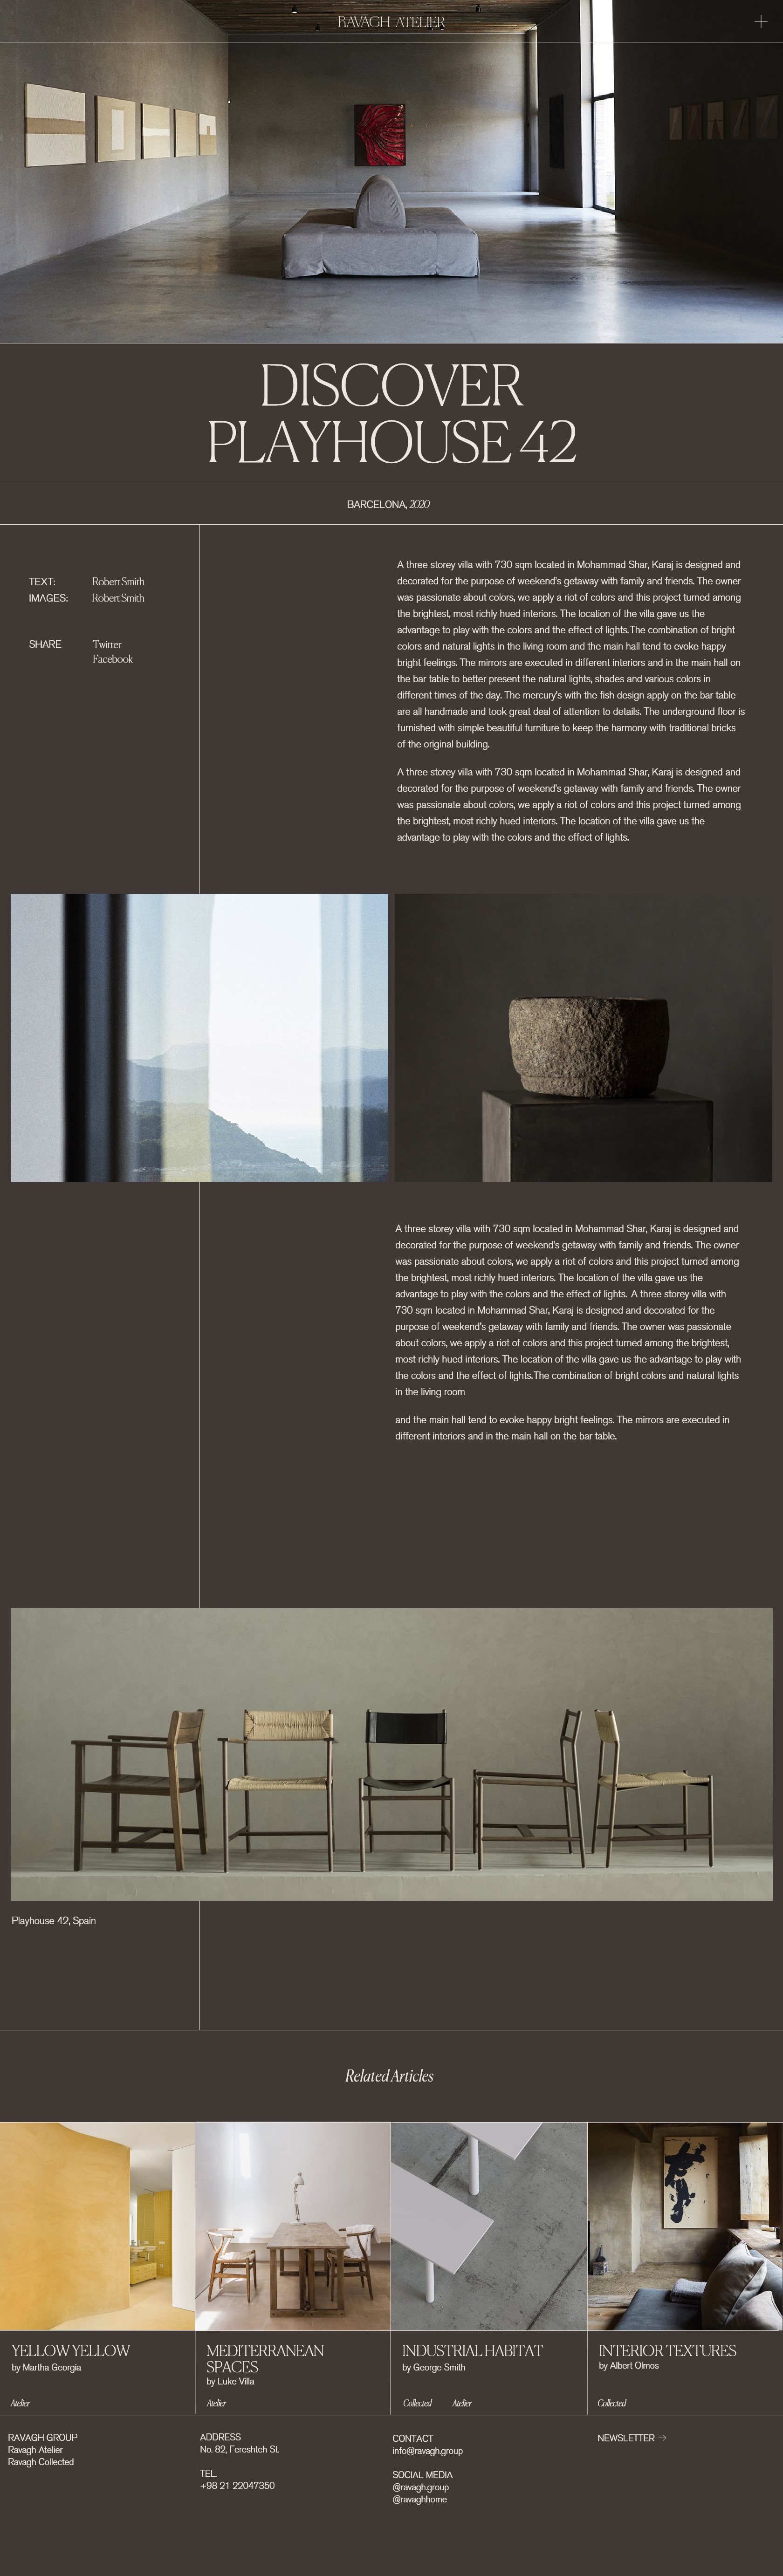 RAVAGH ATELIER
DISCOVER
PLAYHOUSE 42
BARCELONA, 2020
TEXT: Robert Smith
IMAGES: Robert Smith
SHARE Twitter
Facebook
A three storey villa with 730 sqm located in Mohammad Shar, Karaj is designed and
decorated for the purpose of weekend's getaway with family and friends. The owner
was passionate about colors, we apply a riot of colors and this project turned among
the brightest, most richly hued interiors. The location of the villa gave us the
advantage to play with the colors and the effect of lights.The combination of bright
colors and natural lights in the living room and the main hall tend to evoke happy
bright feelings. The mirrors are executed in different interiors and in the main hall on
the bar table to better present the natural lights, shades and various colors in
different times of the day. The mercury's with the fish design apply on the bar table
are all handmade and took great deal of attention to details. The underground floor is
furnished with simple beautiful furniture to keep the harmony with traditional bricks
of the original building.
A three storey villa with 730 sqm located in Mohammad Shar, Karaj is designed and
decorated for the purpose of weekend's getaway with family and friends. The owner
was passionate about colors, we apply a riot of colors and this project turned among
the brightest, most richly hued interiors. The location of the villa gave us the
advantage to play with the colors and the effect of lights.
A three storey villa with 730 sqm located in Mohammad Shar, Karaj is designed and
decorated for the purpose of weekend's getaway with family and friends. The owner
was passionate about colors, we apply a riot of colors and this project turned among
the brightest, most richly hued interiors. The location of the villa gave us the
advantage to play with the colors and the effect of lights. A three storey villa with
730 sqm located in Mohammad Shar, Karaj is designed and decorated for the
purpose of weekend's getaway with family and friends. The owner was passionate
about colors, we apply a riot of colors and this project turned among the brightest,
most richly hued interiors. The location of the villa gave us the advantage to play with
the colors and the effect of lights.The combination of bright colors and natural lights
in the living room
and the main hall tend to evoke happy bright feelings. The mirrors are executed in
different interiors and in the main hall on the bar table.
Playhouse 42, Spain
Related Articles
YELLOW YELLOW
by Martha Georgia
Atelier
MEDITERRANEAN
SPACES
by Luke Villa
Atelier
INDUSTRIAL HABITAT
by George Smith
Collected Atelier
INTERIOR TEXTURES
by Albert Olmos
Collected
RAVAGH GROUP
Ravagh Atelier
Ravagh Collected
ADDRESS
No. 82, Fereshteh St.
TEL.
+98 21 22047350
CONTACT
info@ravagh.group
SOCIAL MEDIA
@ravagh.group
@ravaghhome
NEWSLETTER →